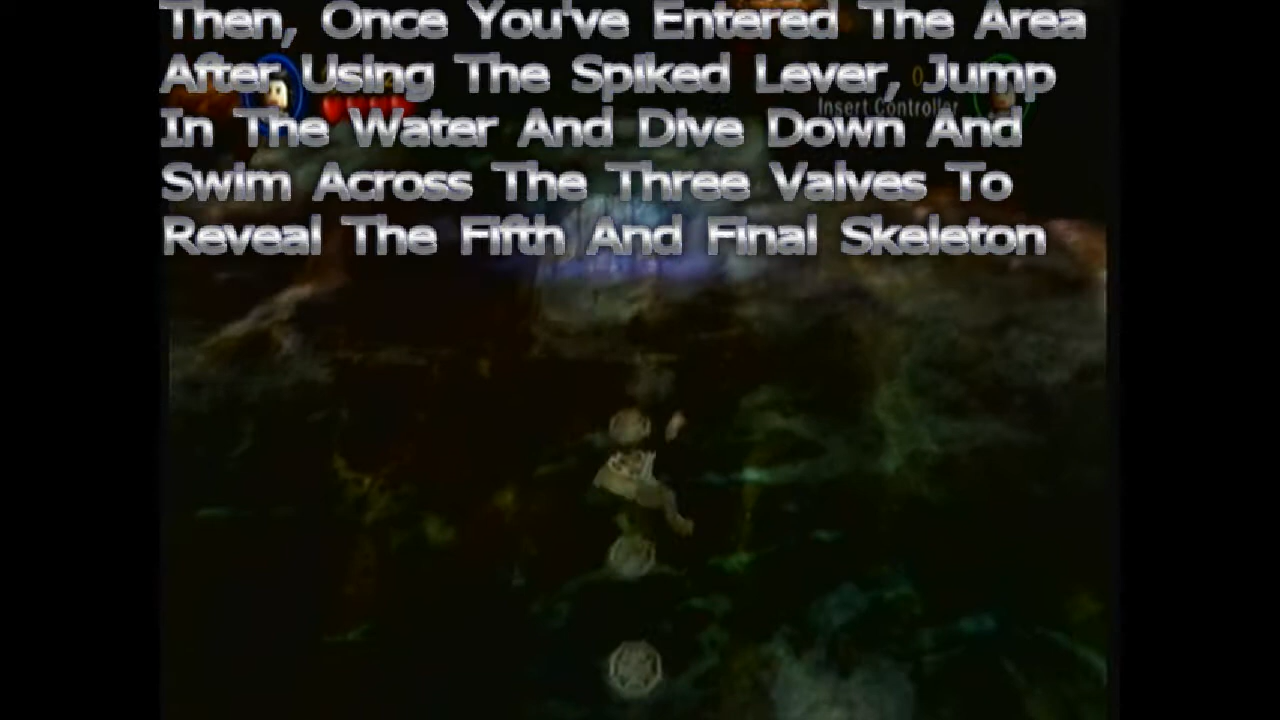 Then, Once You've Entered The Area
After Using The Spiked Lever, Jump
In The Water And Dive Down And
Swim Across The Three Valves To
Reveal The Fifth And Final Skeleton
0
Insert Controller